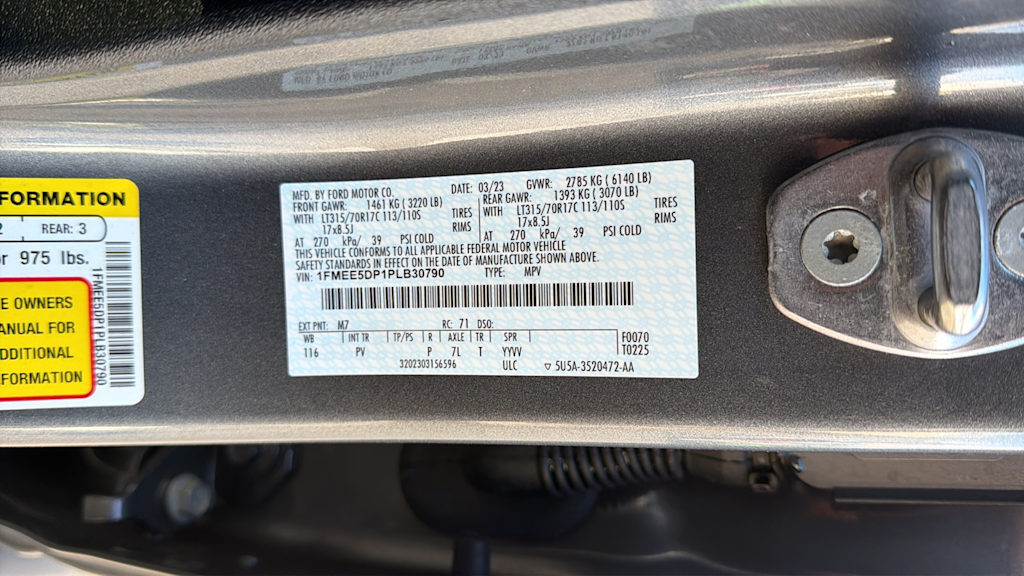 FORMATION
2 REAR: 3
or 975 lbs.
E OWNERS
ANUAL FOR
DDITIONAL
FORMATION
1FMEE5DP1PLB30790
MFD. BY FORD MOTOR CO. DATE: 03/23 GVWR: 2785 KG ( 6140 LB)
FRONT GAWR: 1461 KG ( 3220 LB) REAR GAWR: 1393 KG ( 3070 LB)
WITH LT315/70R17C 113/110S TIRES WITH LT315/70R17C 113/110S TIRES
17x8.5J RIMS 17x8.5J RIMS
AT 270 kPa/ 39 PSI COLD AT 270 kPa/ 39 PSI COLD
THIS VEHICLE CONFORMS TO ALL APPLICABLE FEDERAL MOTOR VEHICLE
SAFETY STANDARDS IN EFFECT ON THE DATE OF MANUFACTURE SHOWN ABOVE.
VIN: 1FMEE5DP1PLB30790 TYPE: MPV
EXT PNT: M7 RC: 71 DSO:
WB INT TR TP/PS R AXLE TR SPR F0070
116 PV P 7L T YYVV T0225
3202303156596 ULC ▽ 5U5A-3520472-AA